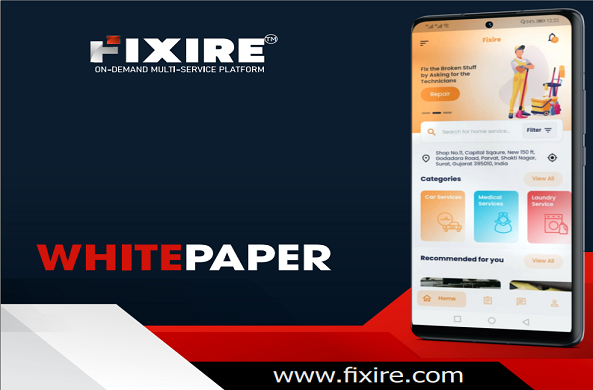 FIXIRE™
ON-DEMAND MULTI-SERVICE PLATFORM
WHITEPAPER
Fixire
Fix the Broken Stuff
by Asking for the
Technicians
Repair
Search for home service...
Filter
Shop No.11, Capital Sqaure, New 150 ft,
Godadara Road, Parvat, Shakti Nagar,
Surat, Gujarat 395010, India
Categories
View All
Car Services
Medical
Services
Laundry
Service
Recommended for you
View All
Home
www.fixire.com